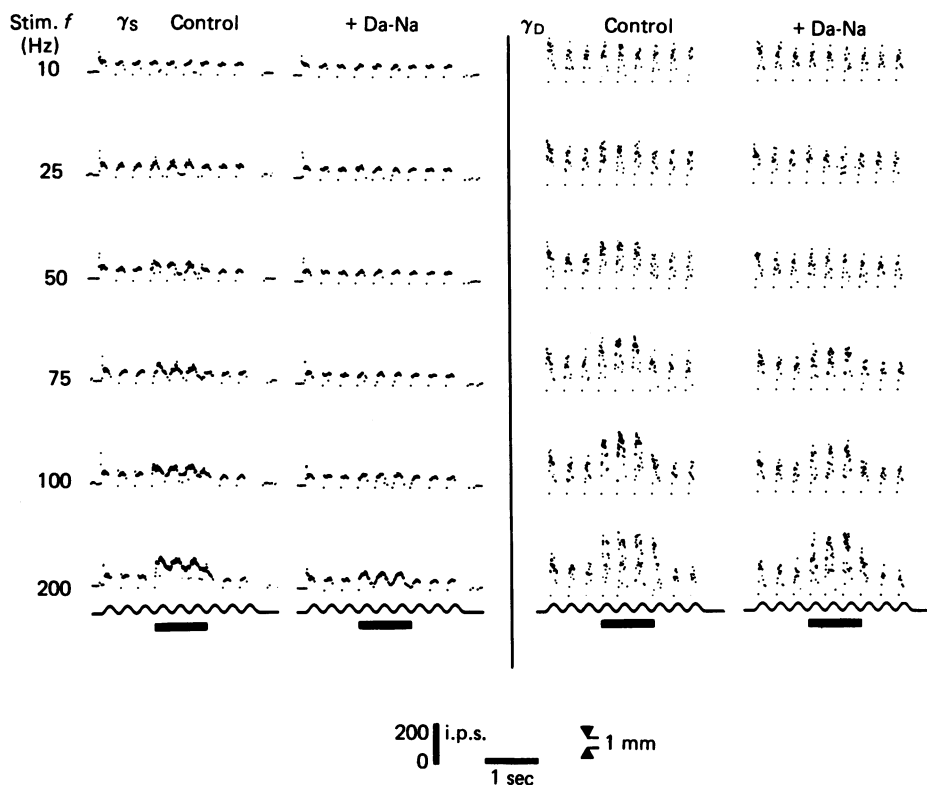 Stim. f γS Control + Da-Na γD Control + Da-Na
(Hz)
10
25
50
75
100
200
200 i.p.s. 1 mm
0
1 sec